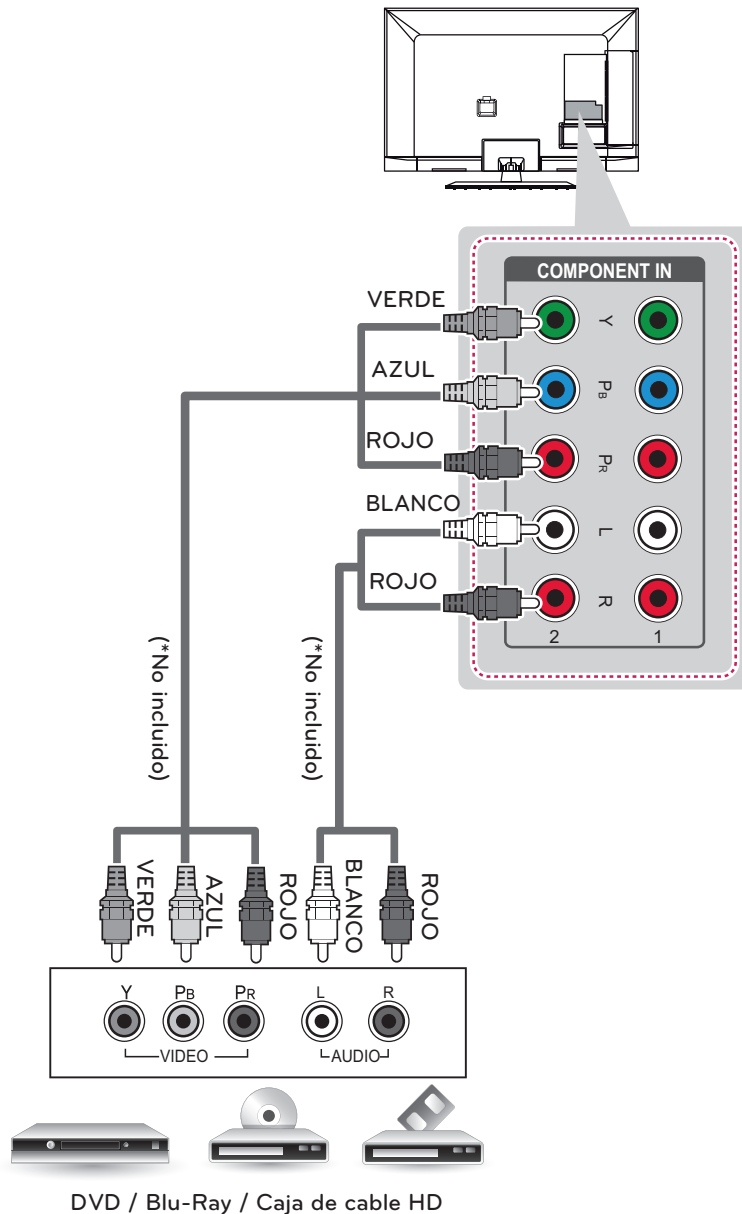 COMPONENT IN
VERDE
Y
AZUL
PB
ROJO
PR
BLANCO
L
ROJO
R
2 1
(*No incluido)
(*No incluido)
VERDE
AZUL
ROJO
BLANCO
ROJO
Y PB PR L R
VIDEO AUDIO
DVD / Blu-Ray / Caja de cable HD